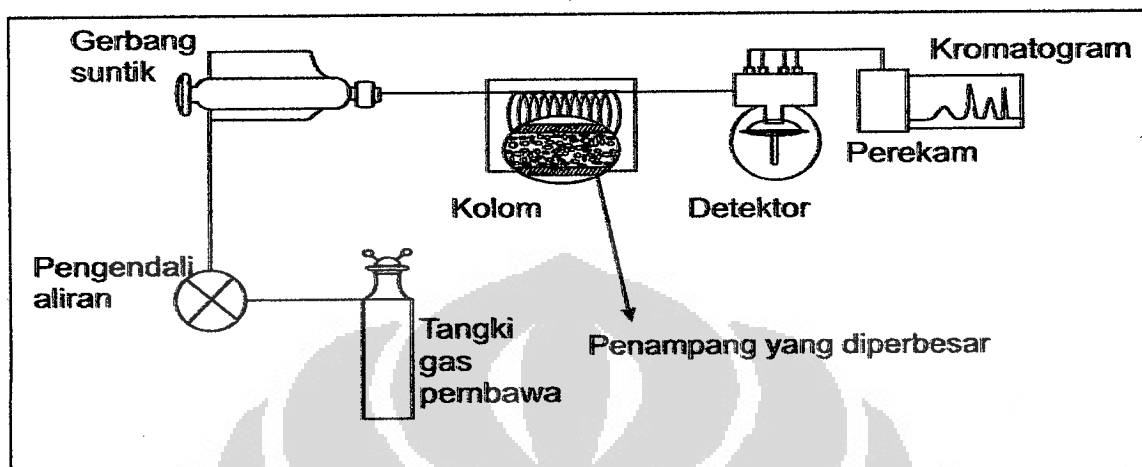 Gerbang
suntik
Kromatogram
Perekam
Kolom
Detektor
Pengendali
aliran
Tangki
gas
pembawa
Penampang yang diperbesar